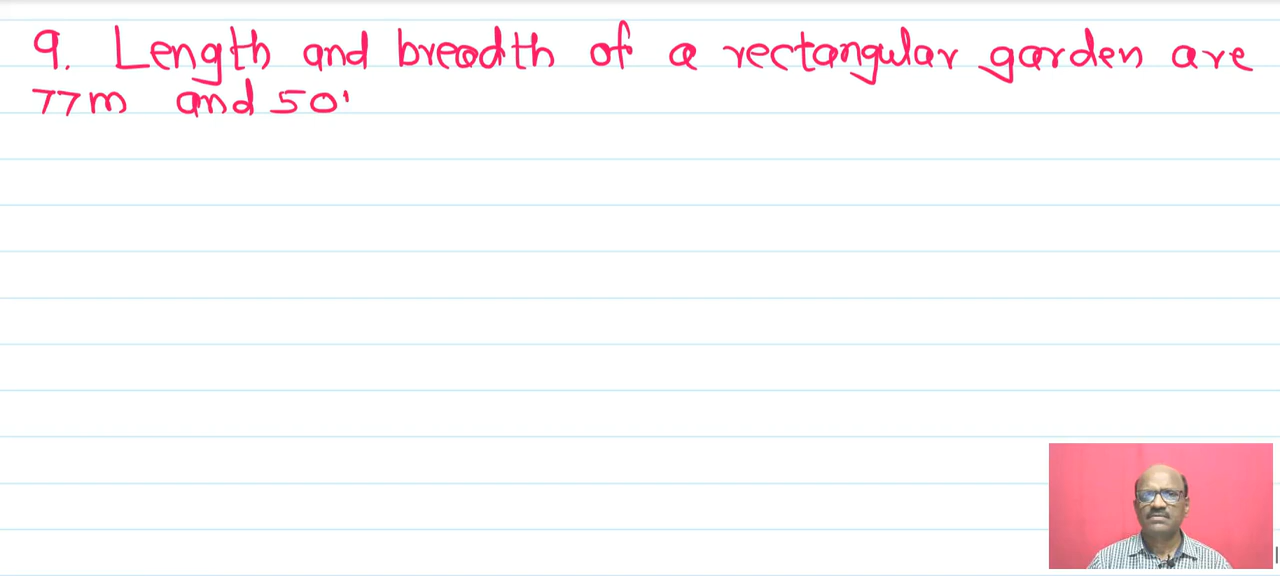 9. Length and breadth of a rectangular garden are
77m and 50